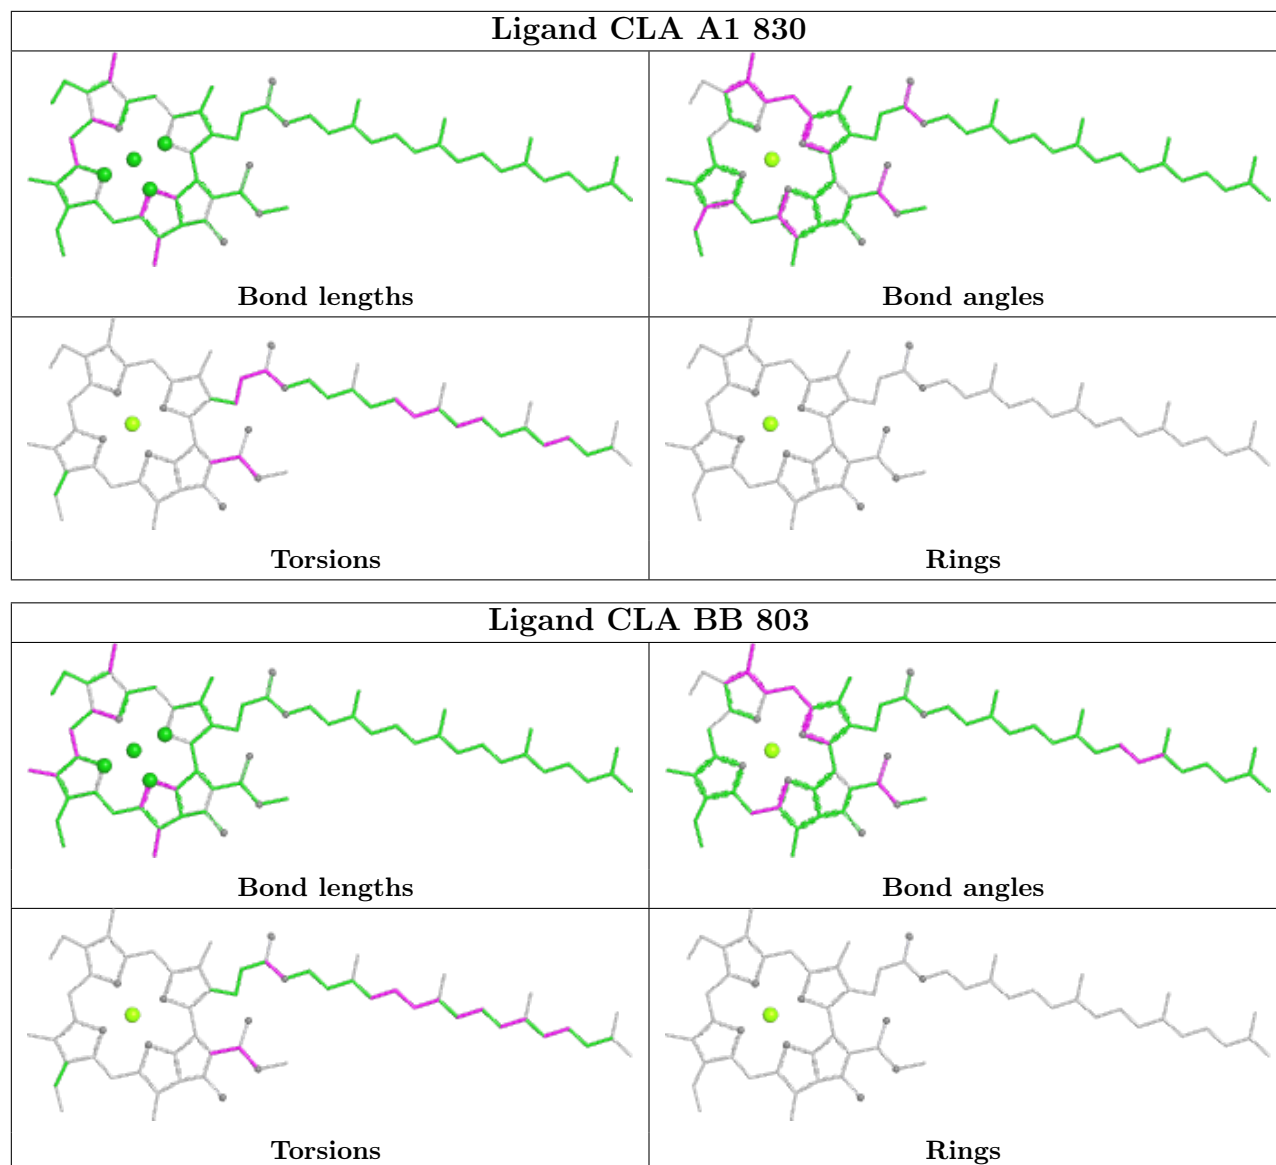 Ligand CLA A1 830
Bond lengths
Bond angles
Torsions
Rings
Ligand CLA BB 803
Bond lengths
Bond angles
Torsions
Rings